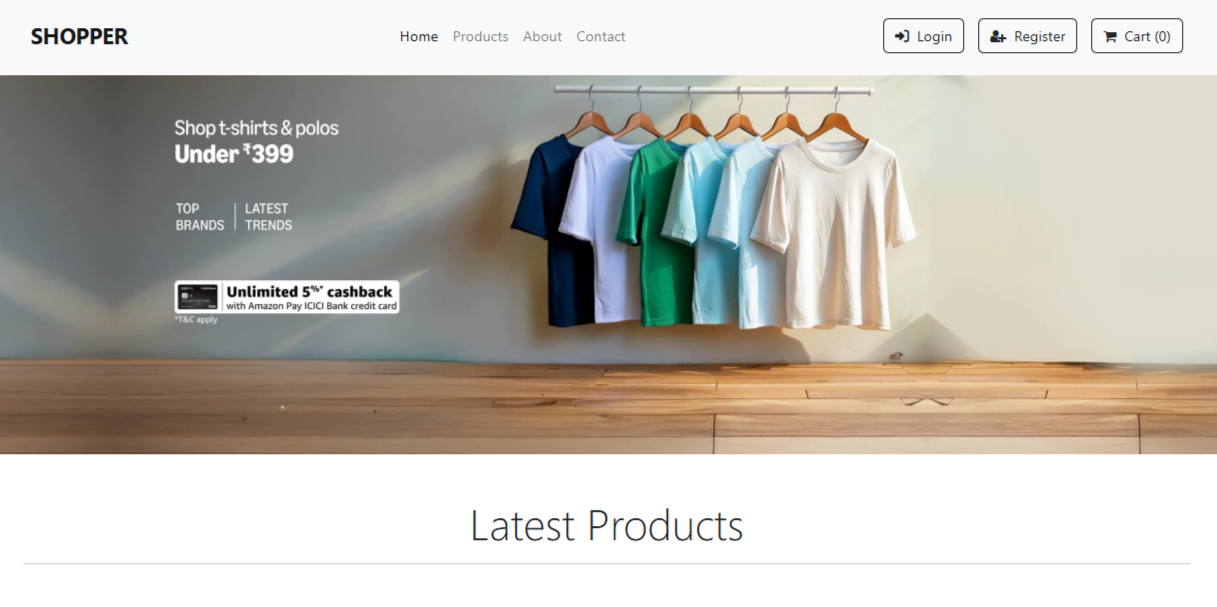 SHOPPER
Home Products About Contact
Login Register Cart (0)
Shop t-shirts & polos
Under ₹399
TOP BRANDS | LATEST TRENDS
Unlimited 5%* cashback
with Amazon Pay ICICI Bank credit card
*T&C apply
Latest Products